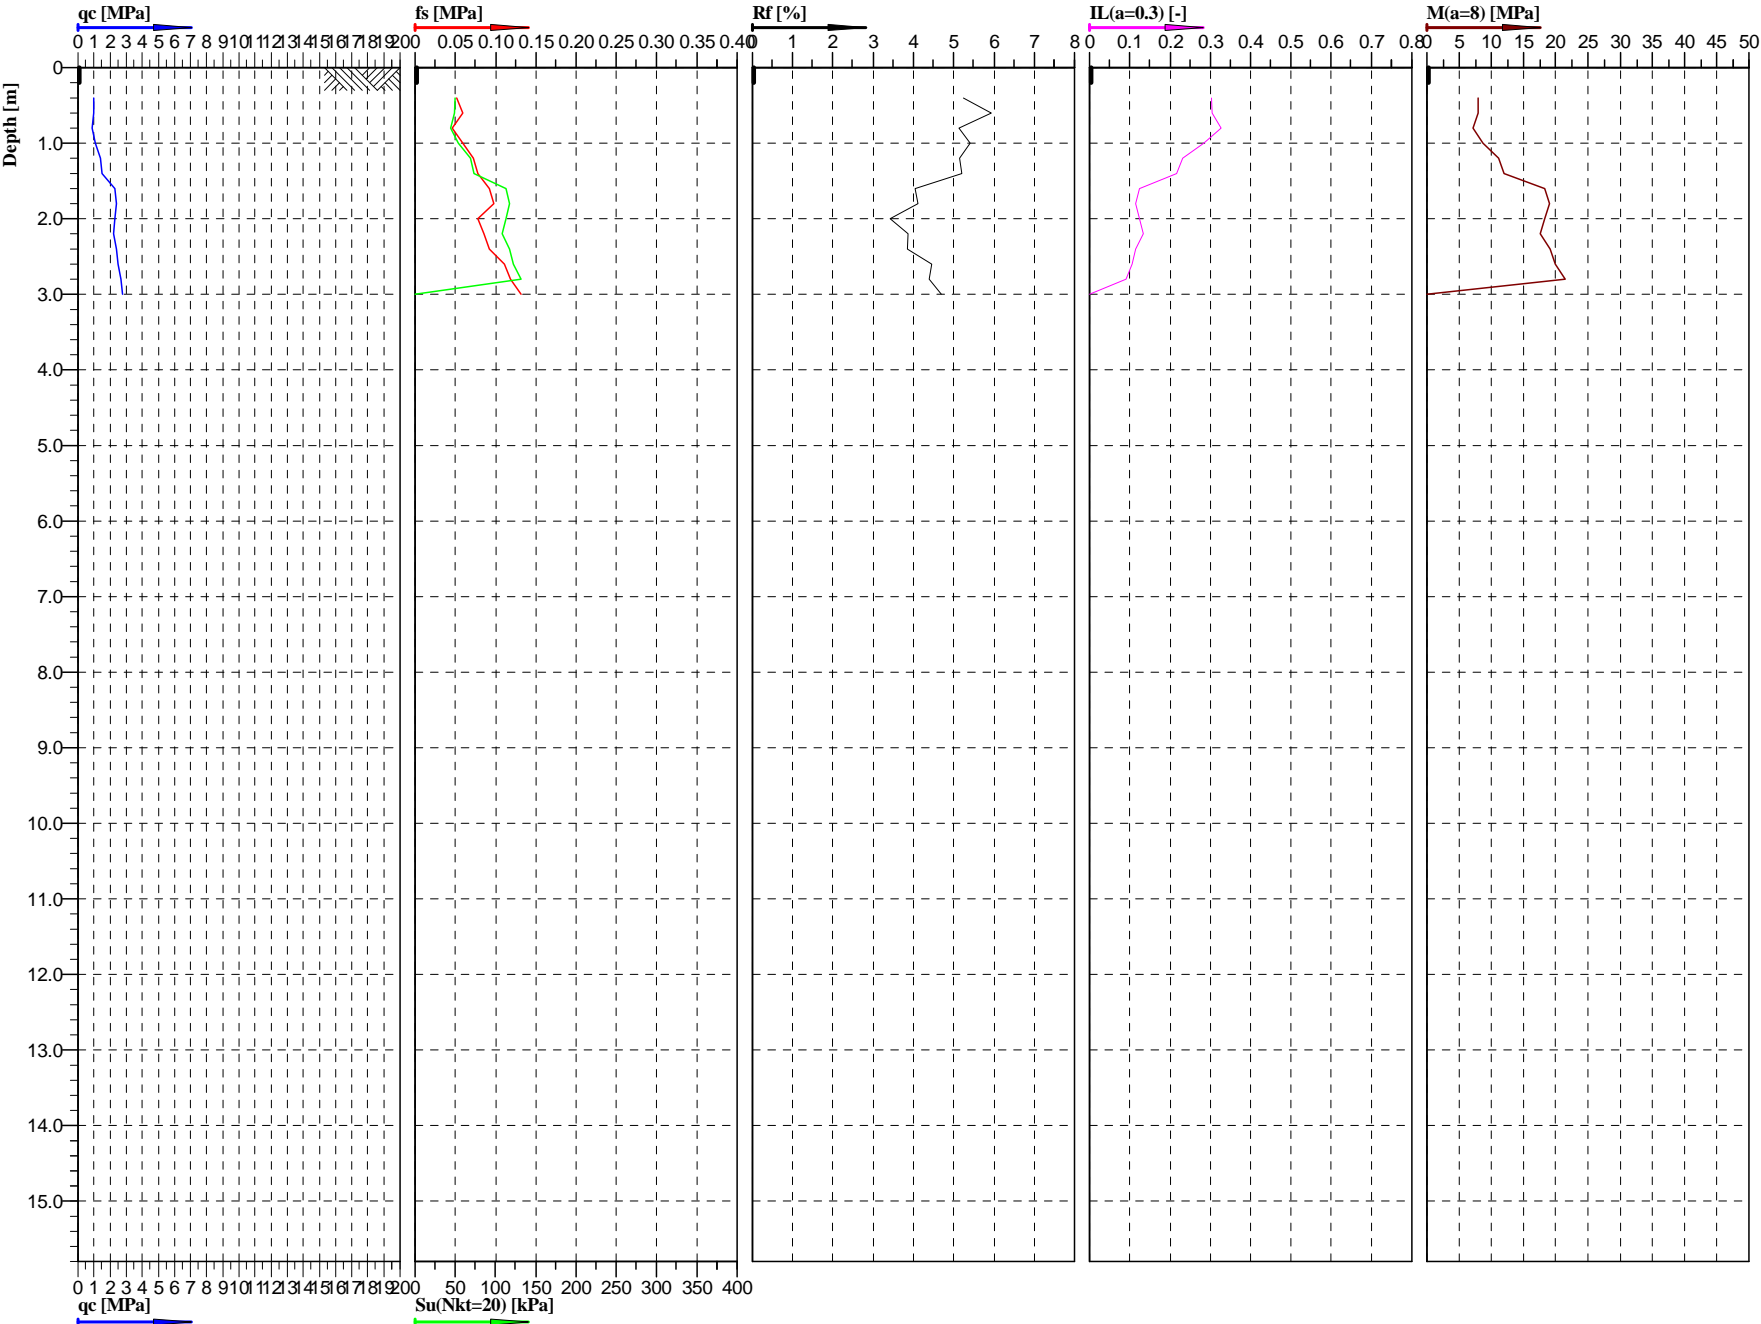 qc [MPa]
fs [MPa]
Rf [%]
IL(a=0.3) [-]
M(a=8) [MPa]
0 1 2 3 4 5 6 7 8 9 10 11 12 13 14 15 16 17 18 19 20
0 0.05 0.10 0.15 0.20 0.25 0.30 0.35 0.40
0 1 2 3 4 5 6 7 8
0 0.1 0.2 0.3 0.4 0.5 0.6 0.7 0.8
0 5 10 15 20 25 30 35 40 45 50
Depth [m]
0
1.0
2.0
3.0
4.0
5.0
6.0
7.0
8.0
9.0
10.0
11.0
12.0
13.0
14.0
15.0
0 1 2 3 4 5 6 7 8 9 10 11 12 13 14 15 16 17 18 19 20
0 50 100 150 200 250 300 350 400
qc [MPa]
Su(Nkt=20) [kPa]